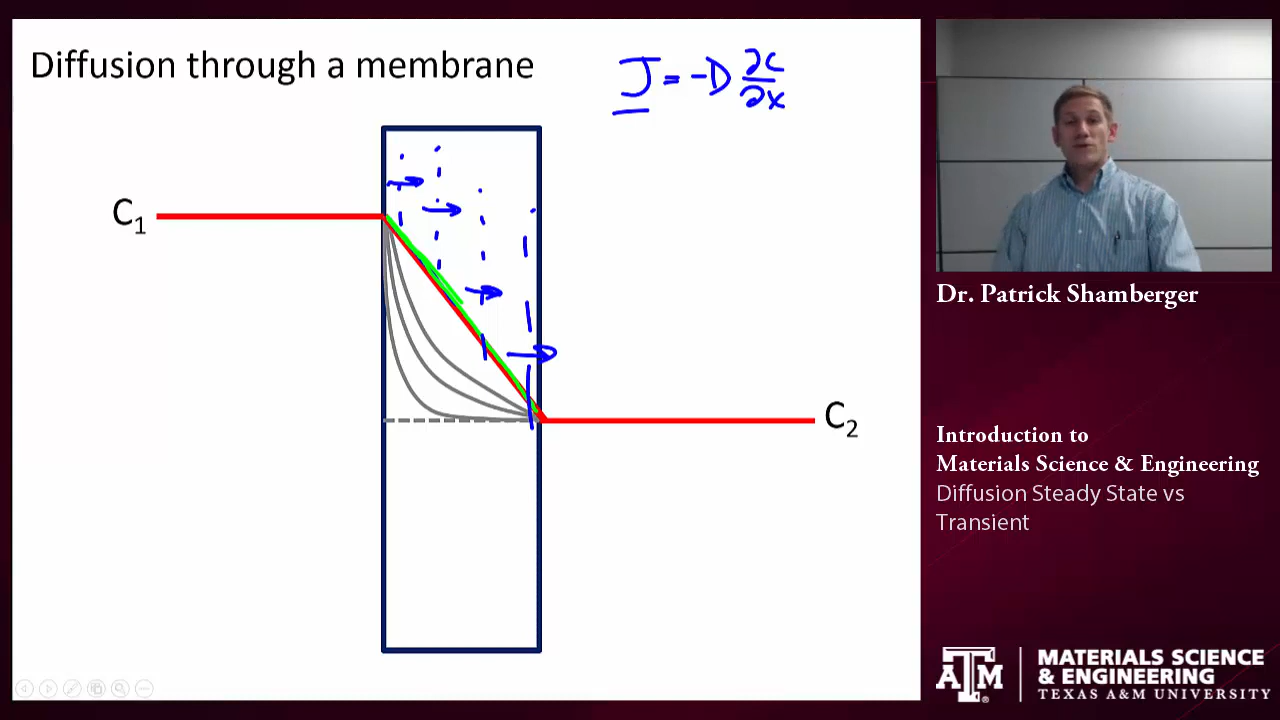 Diffusion through a membrane
J = -D ∂C/∂x
C₁
C₂
Dr. Patrick Shamberger
Introduction to
Materials Science & Engineering
Diffusion Steady State vs
Transient
ATM
MATERIALS SCIENCE
& ENGINEERING
TEXAS A&M UNIVERSITY